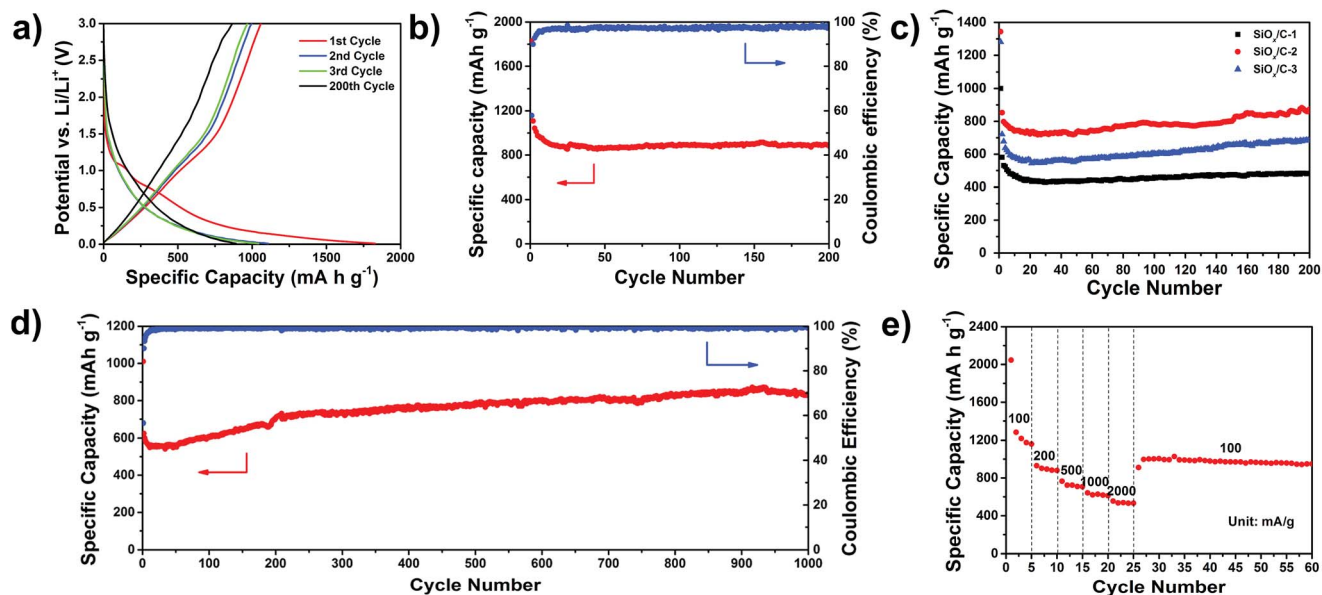 a)
3.0
2.5
2.0
1.5
1.0
0.5
0.0
Potential vs. Li/Li⁺ (V)
1st Cycle
2nd Cycle
3rd Cycle
200th Cycle
0 500 1000 1500 2000
Specific Capacity (mA h g⁻¹)
b)
2000
1600
1200
800
400
0
Specific capacity (mAh g⁻¹)
100
80
60
40
20
0
Coulombic efficiency (%)
0 50 100 150 200
Cycle Number
c)
1400
1200
1000
800
600
400
200
0
Specific Capacity (mAh g⁻¹)
SiOₓ/C-1
SiOₓ/C-2
SiOₓ/C-3
0 20 40 60 80 100 120 140 160 180 200
Cycle Number
d)
1200
1000
800
600
400
200
0
Specific Capacity (mAh g⁻¹)
100
80
60
40
20
0
Coulombic Efficiency (%)
0 100 200 300 400 500 600 700 800 900 1000
Cycle Number
e)
2400
2000
1600
1200
800
400
0
Specific Capacity (mA h g⁻¹)
100
200
500
1000
2000
100
Unit: mA/g
0 5 10 15 20 25 30 35 40 45 50 55 60
Cycle Number